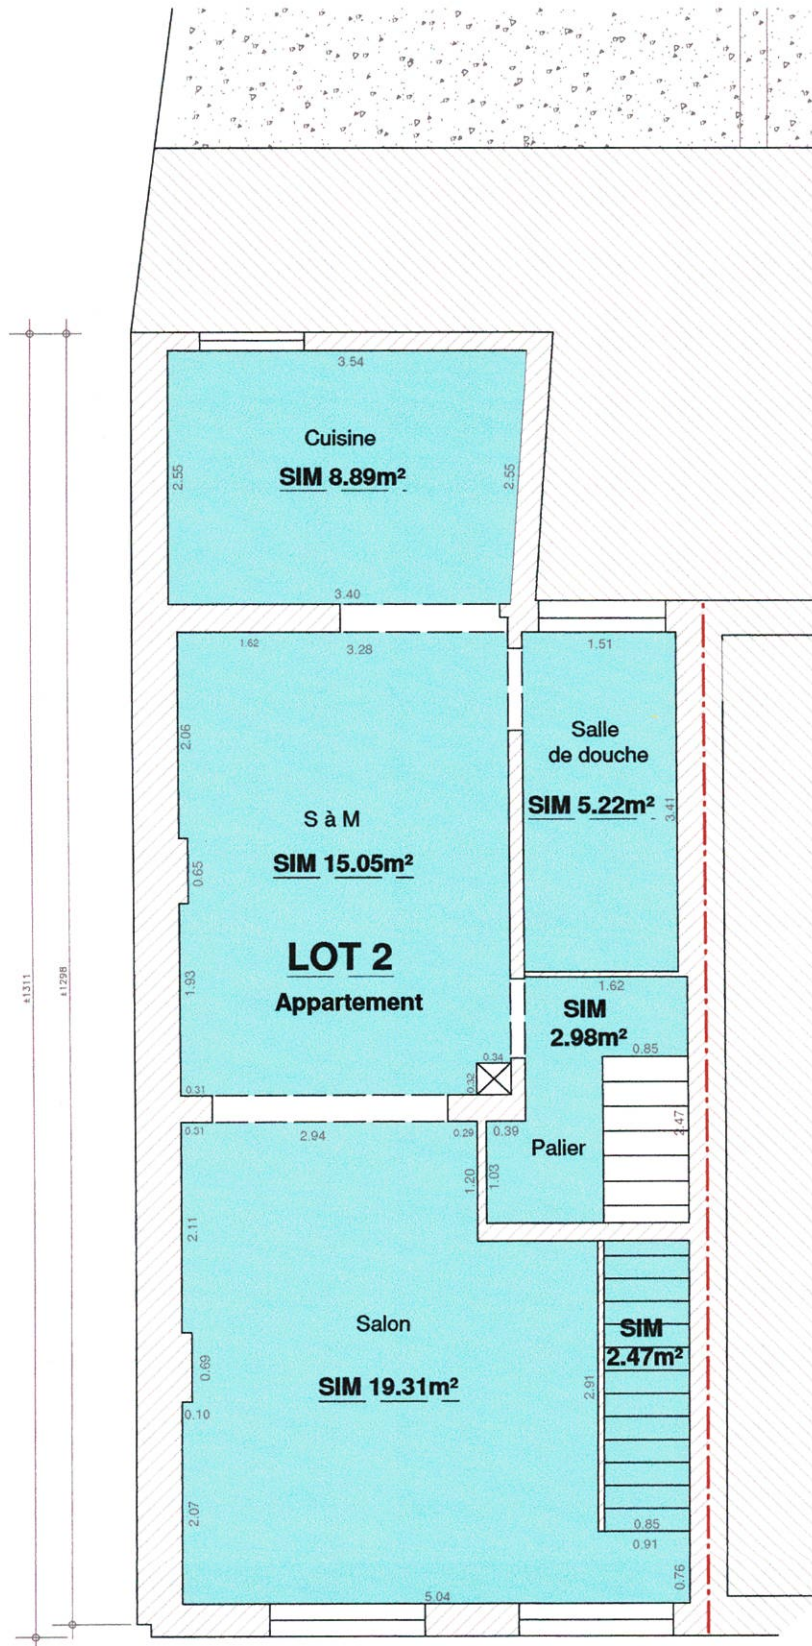 3.54
Cuisine
SIM 8.89m²
2.55
2.55
3.40
1.62
3.28
1.51
2.06
Salle
de douche
SIM 5.22m²
3.41
S à M
SIM 15.05m²
0.65
LOT 2
Appartement
1.93
±1311
±1298
1.62
SIM
2.98m²
0.85
0.34
0.32
0.31
2.47
0.31
2.94
0.29
0.39
Palier
1.20
1.03
2.11
Salon
SIM
2.47m²
0.69
SIM 19.31m²
2.91
0.10
2.07
0.85
0.91
0.76
5.04